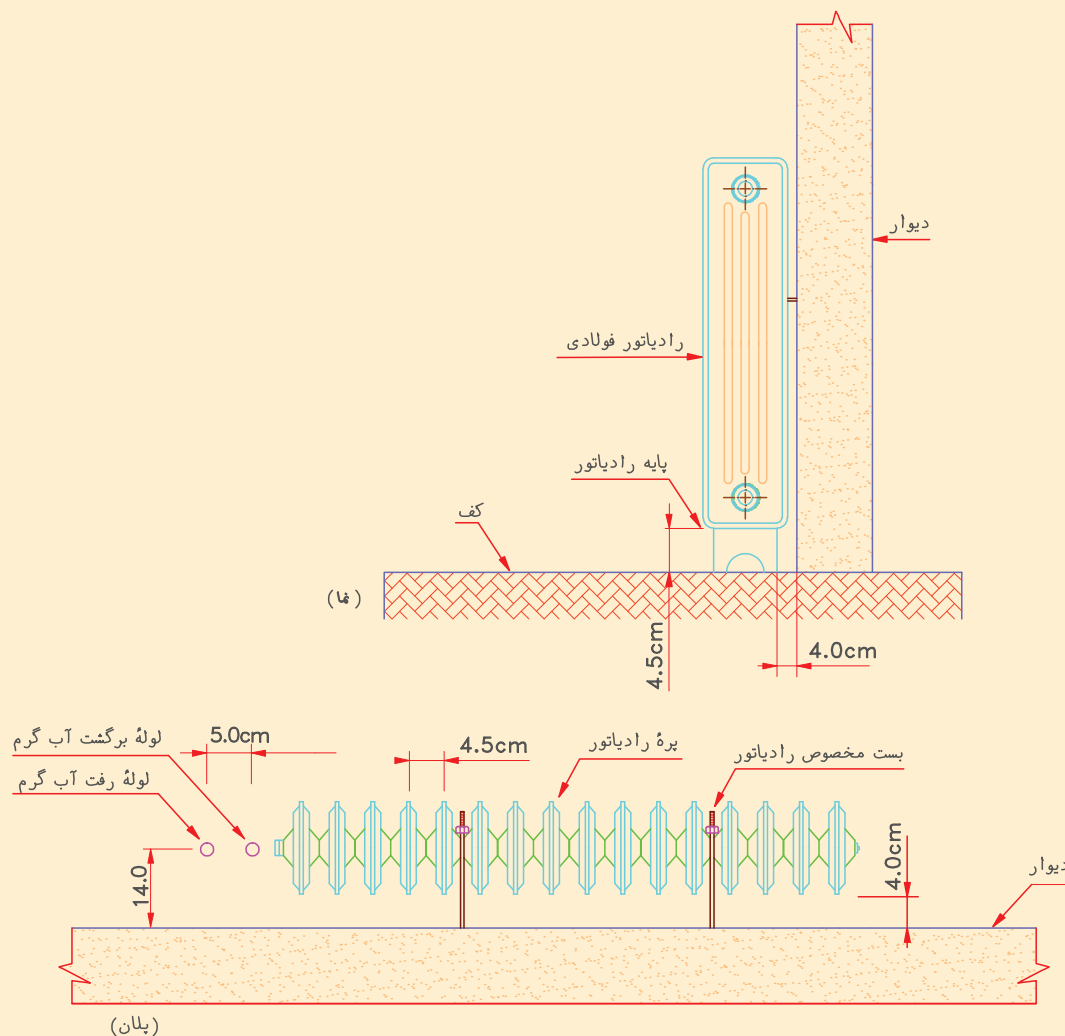 دیوار
رادیاتور فولادی
پایه رادیاتور
کف
(نما)
4.5cm
4.0cm
5.0cm
4.5cm
لولهٔ برگشت آب گرم
لولهٔ رفت آب گرم
پرهٔ رادیاتور
بست مخصوص رادیاتور
14.0
4.0cm
دیوار
(پلان)